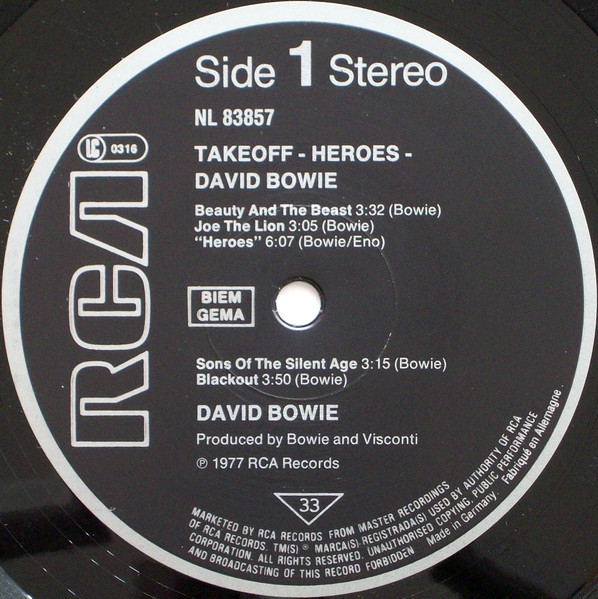 Side 1 Stereo
NL 83857
LC 0316
TAKEOFF - HEROES -
DAVID BOWIE
Beauty And The Beast 3:32 (Bowie)
Joe The Lion 3:05 (Bowie)
“Heroes” 6:07 (Bowie/Eno)
RCA
BIEM
GEMA
Sons Of The Silent Age 3:15 (Bowie)
Blackout 3:50 (Bowie)
DAVID BOWIE
Produced by Bowie and Visconti
℗ 1977 RCA Records
33
MARKETED BY RCA RECORDS FROM MASTER RECORDINGS
OF RCA RECORDS. TM(S) ® MARCA(S)-REGISTRADA(S) USED BY AUTHORITY OF RCA
CORPORATION. ALL RIGHTS RESERVED. UNAUTHORISED COPYING, PUBLIC PERFORMANCE
AND BROADCASTING OF THIS RECORD FORBIDDEN
Made in Germany. Fabriqué en Allemagne.